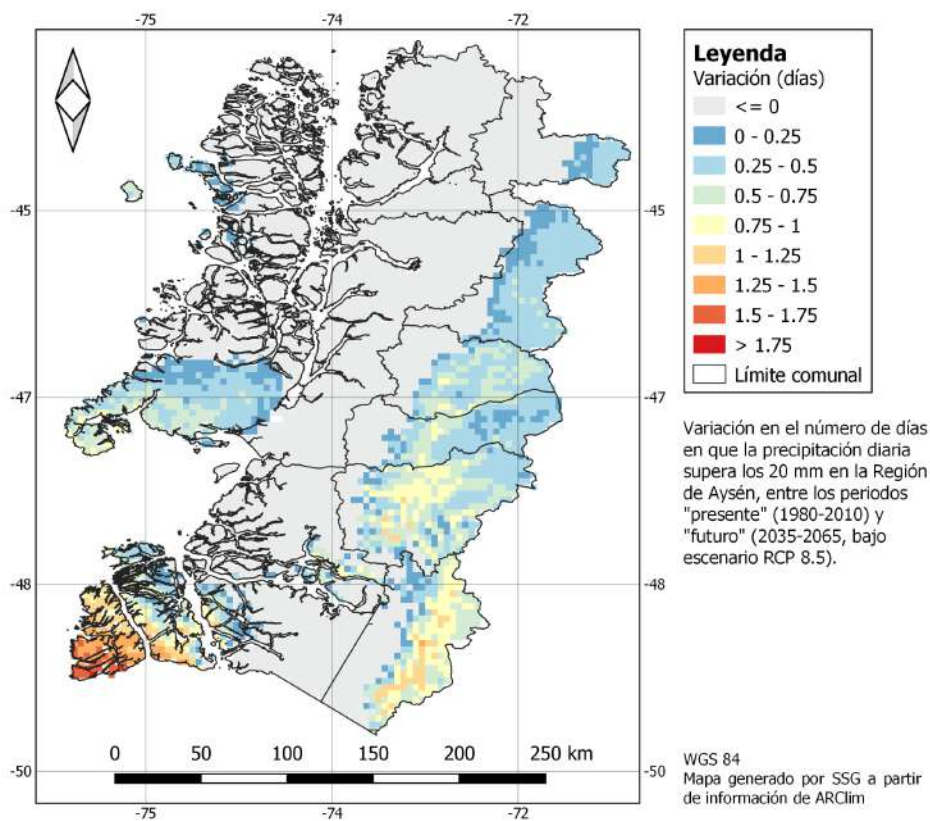 -75
-74
-72
Leyenda
Variación (días)
<= 0
0 - 0.25
0.25 - 0.5
0.5 - 0.75
0.75 - 1
1 - 1.25
1.25 - 1.5
1.5 - 1.75
> 1.75
Límite comunal
-45
-45
-47
-47
-48
-48
-50
-50
Variación en el número de días
en que la precipitación diaria
supera los 20 mm en la Región
de Aysén, entre los periodos
"presente" (1980-2010) y
"futuro" (2035-2065, bajo
escenario RCP 8.5).
0 50 100 150 200 250 km
WGS 84
Mapa generado por SSG a partir
de información de ARClim
-75
-74
-72